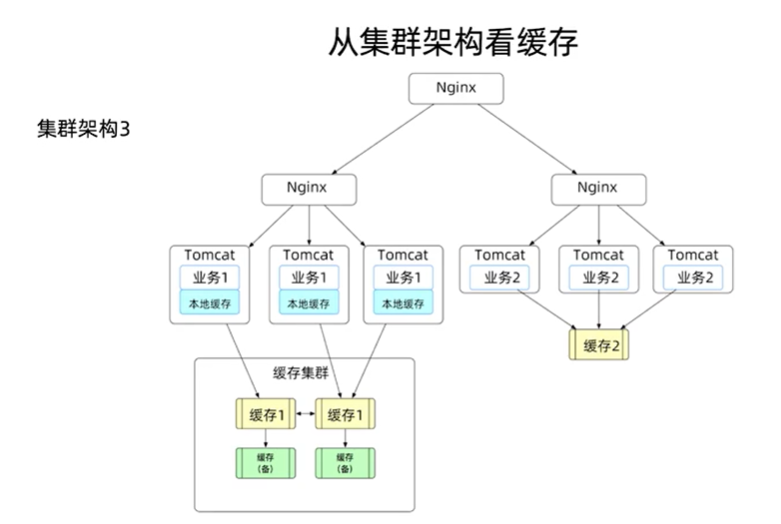 从集群架构看缓存
Nginx
集群架构3
Nginx
Nginx
Tomcat
业务1
本地缓存
Tomcat
业务1
本地缓存
Tomcat
业务1
本地缓存
Tomcat
业务2
Tomcat
业务2
Tomcat
业务2
缓存2
缓存集群
缓存1
缓存1
缓存
(备)
缓存
(备)